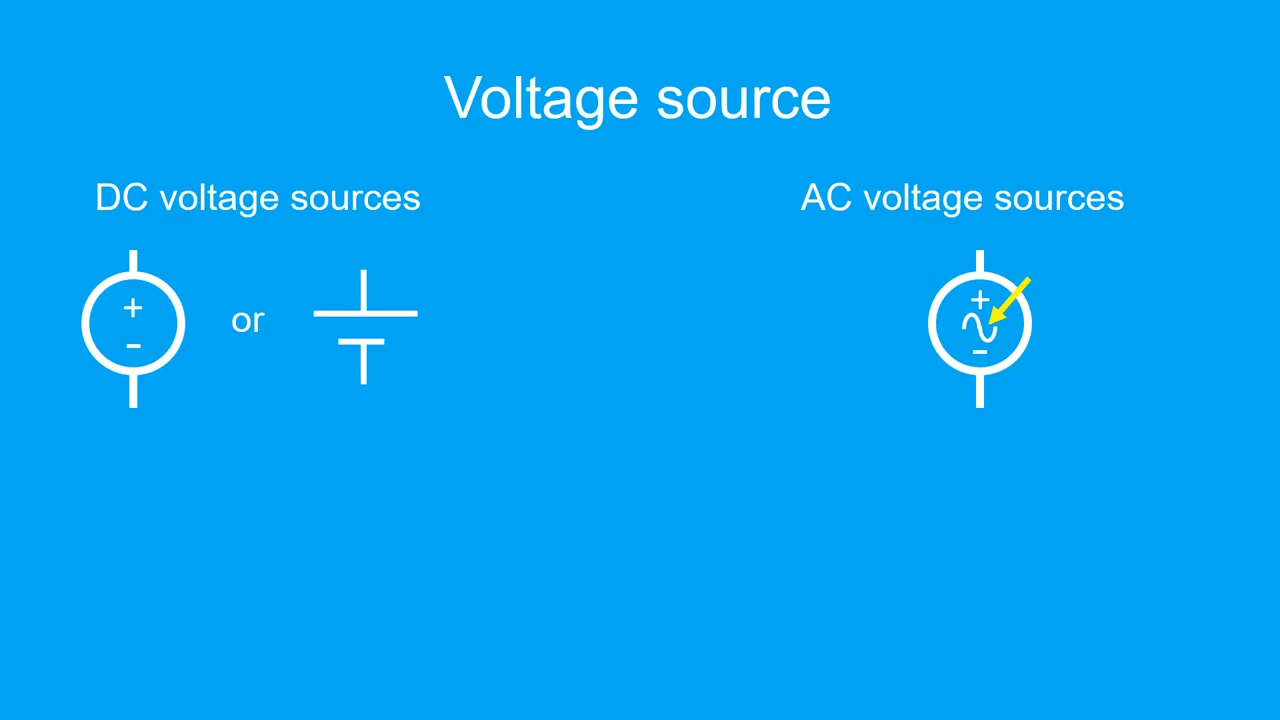 Voltage source
DC voltage sources
AC voltage sources
+
-
or
+
-